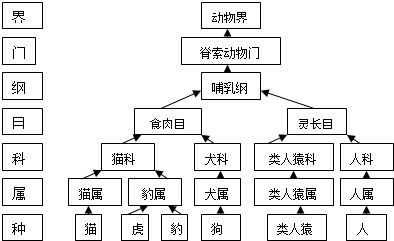 界 动物界
门 脊索动物门
纲 哺乳纲
目 食肉目 灵长目
科 猫科 犬科 类人猿科 人科
属 猫属 豹属 犬属 类人猿属 人属
种 猫 虎 豹 狗 类人猿 人